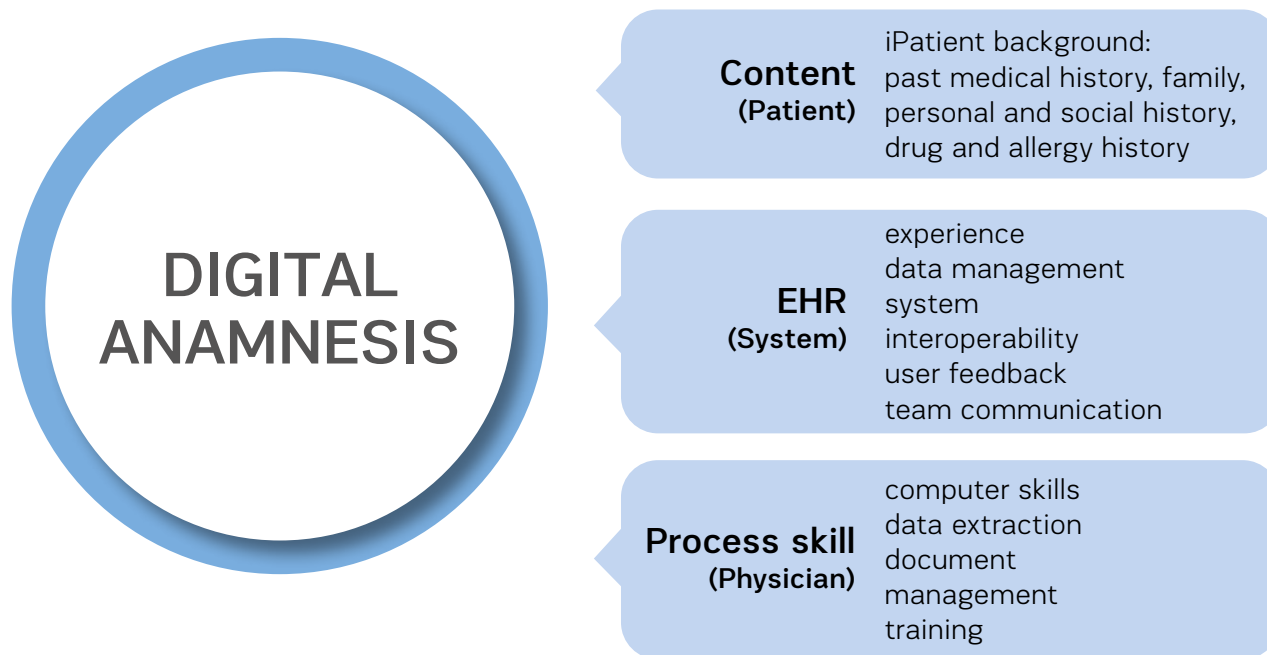 DIGITAL
ANAMNESIS
Content
(Patient)
iPatient background:
past medical history, family,
personal and social history,
drug and allergy history
EHR
(System)
experience
data management
system
interoperability
user feedback
team communication
Process skill
(Physician)
computer skills
data extraction
document
management
training